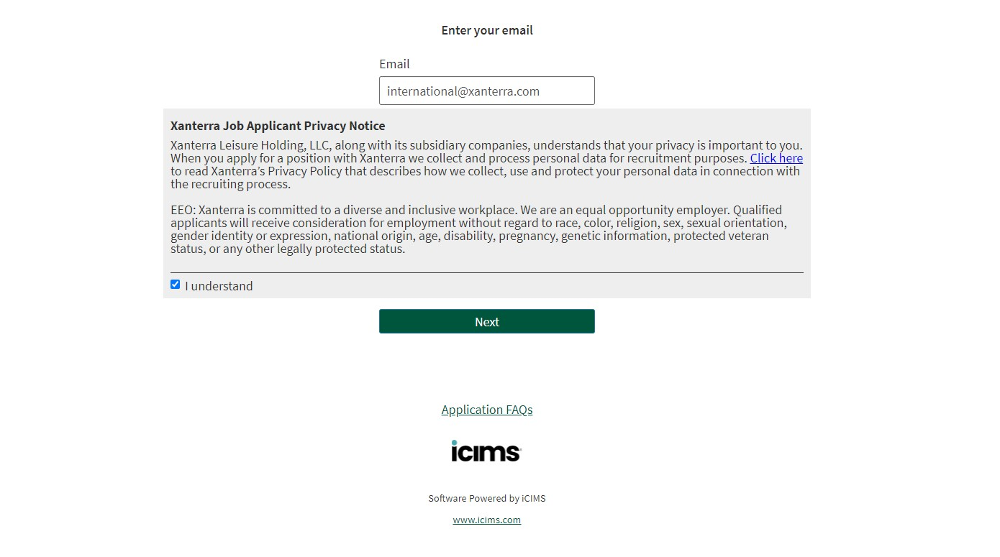 Enter your email
Email
international@xanterra.com
Xanterra Job Applicant Privacy Notice
Xanterra Leisure Holding, LLC, along with its subsidiary companies, understands that your privacy is important to you.
When you apply for a position with Xanterra we collect and process personal data for recruitment purposes. Click here
to read Xanterra’s Privacy Policy that describes how we collect, use and protect your personal data in connection with
the recruiting process.
EEO: Xanterra is committed to a diverse and inclusive workplace. We are an equal opportunity employer. Qualified
applicants will receive consideration for employment without regard to race, color, religion, sex, sexual orientation,
gender identity or expression, national origin, age, disability, pregnancy, genetic information, protected veteran
status, or any other legally protected status.
I understand
Next
Application FAQs
icims
Software Powered by iCIMS
www.icims.com